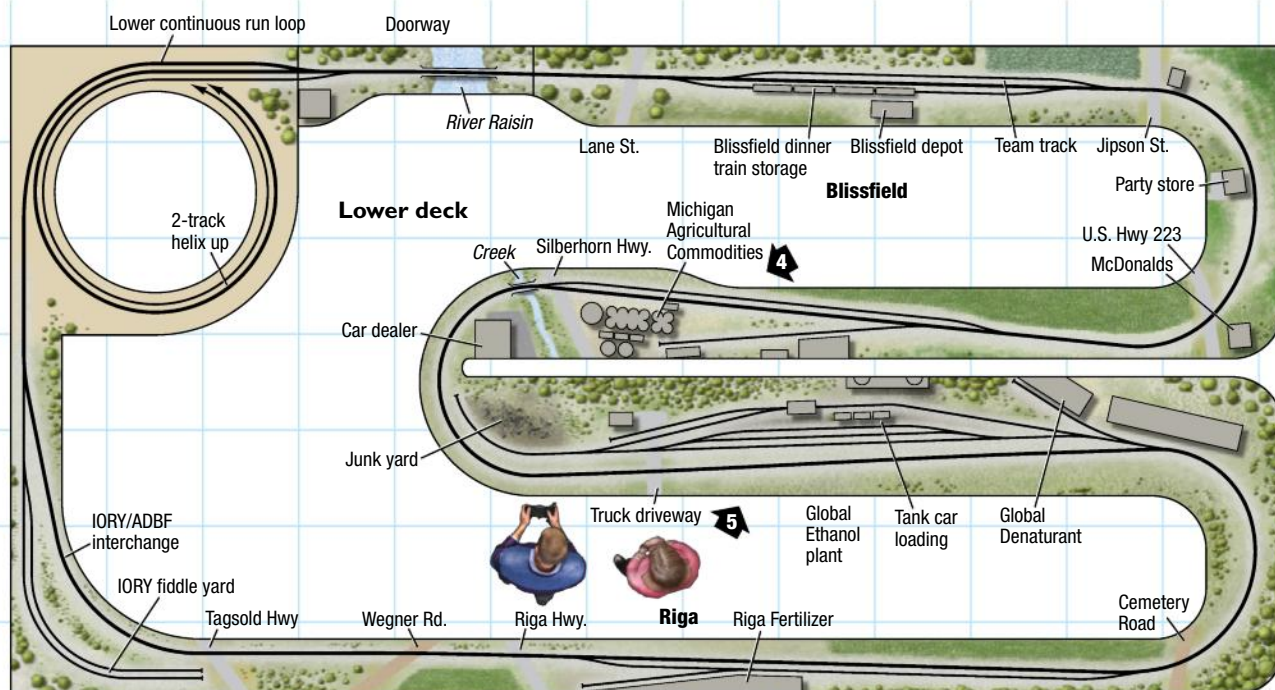 Lower continuous run loop
Doorway
River Raisin
Lane St.
Blissfield dinner
train storage
Blissfield depot
Team track
Jipson St.
Blissfield
Party store
2-track
helix up
Lower deck
Michigan
Agricultural
Commodities
4
U.S. Hwy 223
McDonalds
Creek
Silberhorn Hwy.
Car dealer
Junk yard
Truck driveway
5
Global
Ethanol
plant
Tank car
loading
Global
Denaturant
IORY/ADBF
interchange
IORY fiddle yard
Tagsold Hwy
Wegner Rd.
Riga Hwy.
Riga
Riga Fertilizer
Cemetery
Road